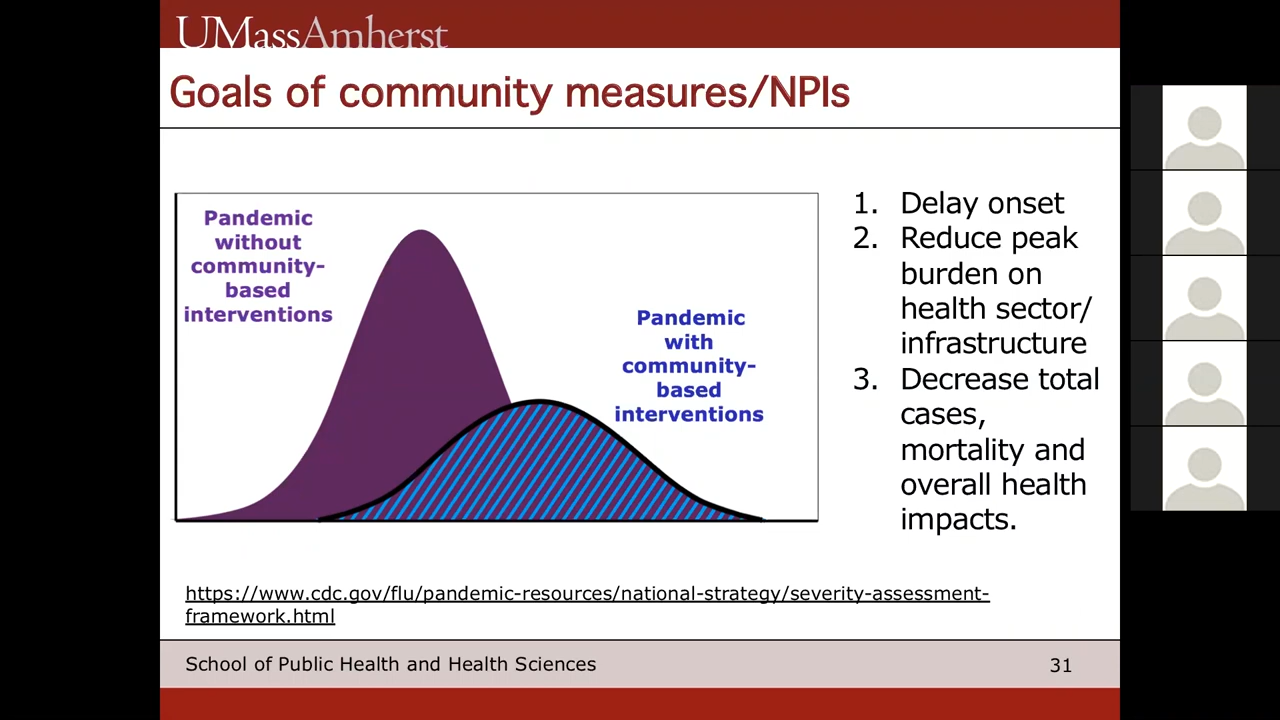 UMassAmherst
Goals of community measures/NPIs
Pandemic
without
community-
based
interventions
Pandemic
with
community-
based
interventions
1. Delay onset
2. Reduce peak
burden on
health sector/
infrastructure
3. Decrease total
cases,
mortality and
overall health
impacts.
https://www.cdc.gov/flu/pandemic-resources/national-strategy/severity-assessment-
framework.html
School of Public Health and Health Sciences
31